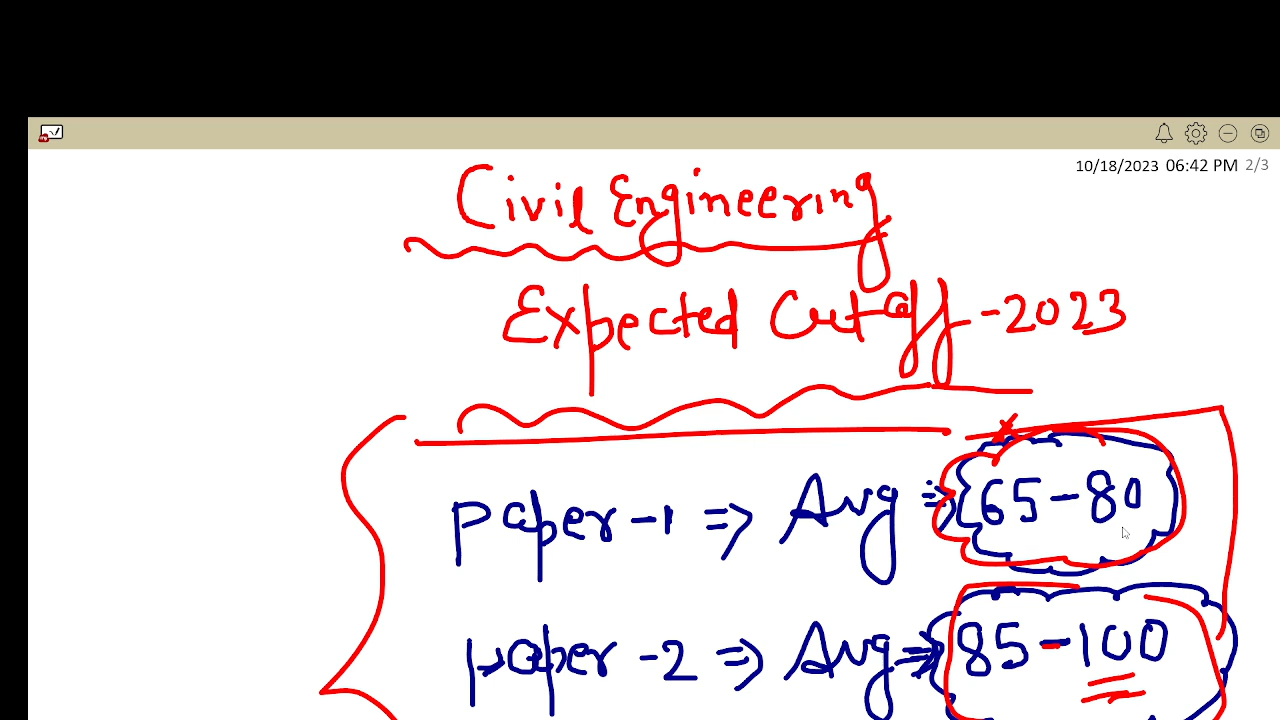 10/18/2023 06:42 PM 2/3
Civil Engineering
Expected Cutoff -2023
paper -1 => Avg => {65-80}
paper -2 => Avg => 85-100